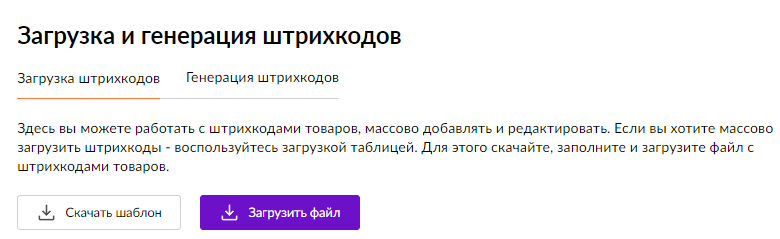 Загрузка и генерация штрихкодов
Загрузка штрихкодов
Генерация штрихкодов
Здесь вы можете работать с штрихкодами товаров, массово добавлять и редактировать. Если вы хотите массово
загрузить штрихкоды - воспользуйтесь загрузкой таблицей. Для этого скачайте, заполните и загрузите файл с
штрихкодами товаров.
Скачать шаблон
Загрузить файл